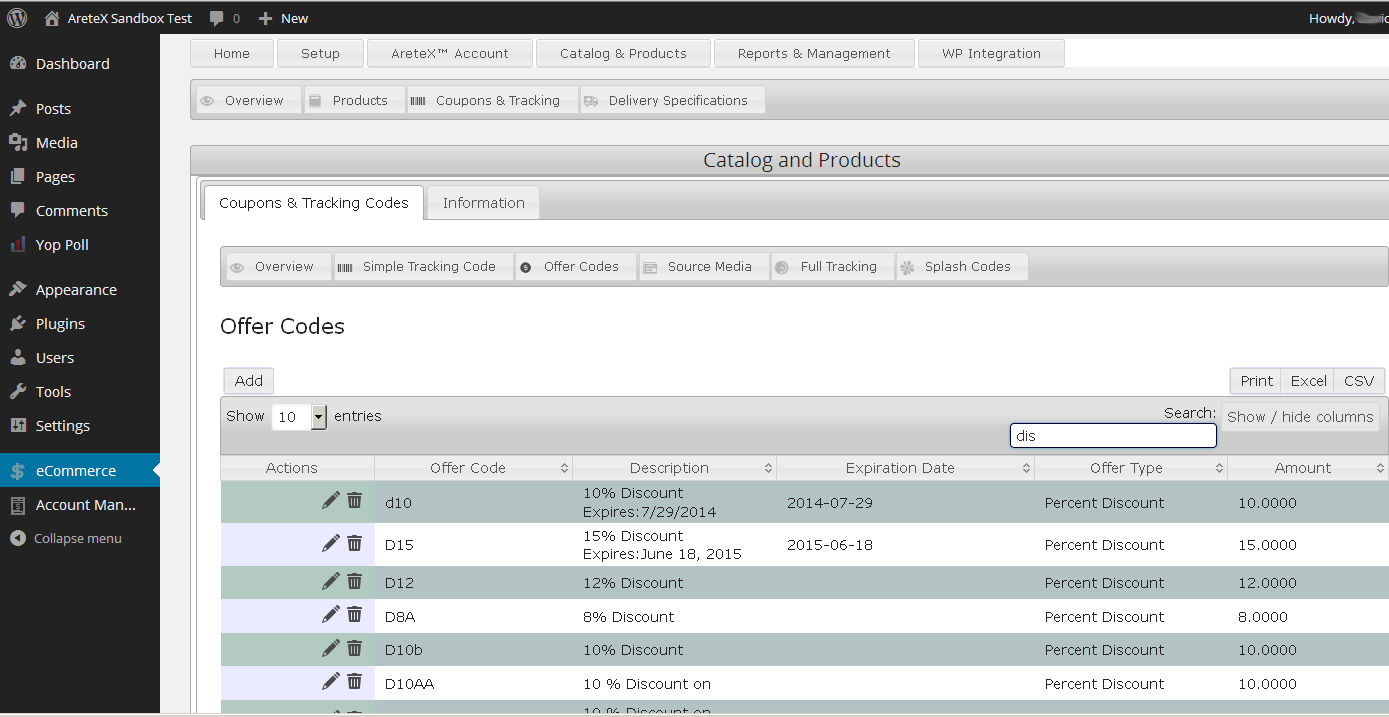 AreteX Sandbox Test 0 New Howdy,
Dashboard
Posts
Media
Pages
Comments
Yop Poll
Appearance
Plugins
Users
Tools
Settings
eCommerce
Account Man...
Collapse menu
Home Setup AreteX™ Account Catalog & Products Reports & Management WP Integration
Overview Products Coupons & Tracking Delivery Specifications
Catalog and Products
Coupons & Tracking Codes Information
Overview Simple Tracking Code Offer Codes Source Media Full Tracking Splash Codes
Offer Codes
Add Print Excel CSV
Show 10 entries Search: Show / hide columns
dis
Actions Offer Code Description Expiration Date Offer Type Amount
d10 10% Discount 2014-07-29 Percent Discount 10.0000
Expires:7/29/2014
D15 15% Discount 2015-06-18 Percent Discount 15.0000
Expires:June 18, 2015
D12 12% Discount Percent Discount 12.0000
D8A 8% Discount Percent Discount 8.0000
D10b 10% Discount Percent Discount 10.0000
D10AA 10 % Discount on Percent Discount 10.0000
10 % Discount on